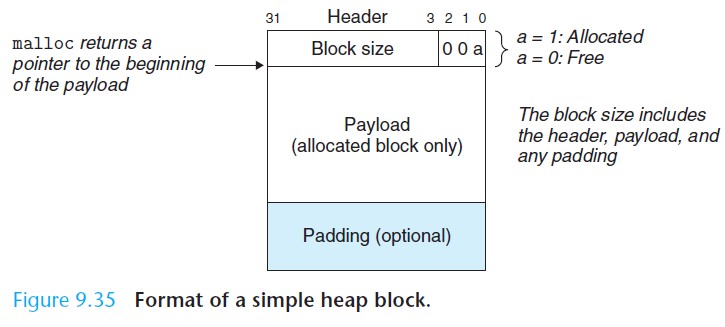 31 Header 3 2 1 0
malloc returns a
pointer to the beginning
of the payload
Block size
0 0 a
a = 1: Allocated
a = 0: Free
The block size includes
the header, payload, and
any padding
Payload
(allocated block only)
Padding (optional)
Figure 9.35 Format of a simple heap block.